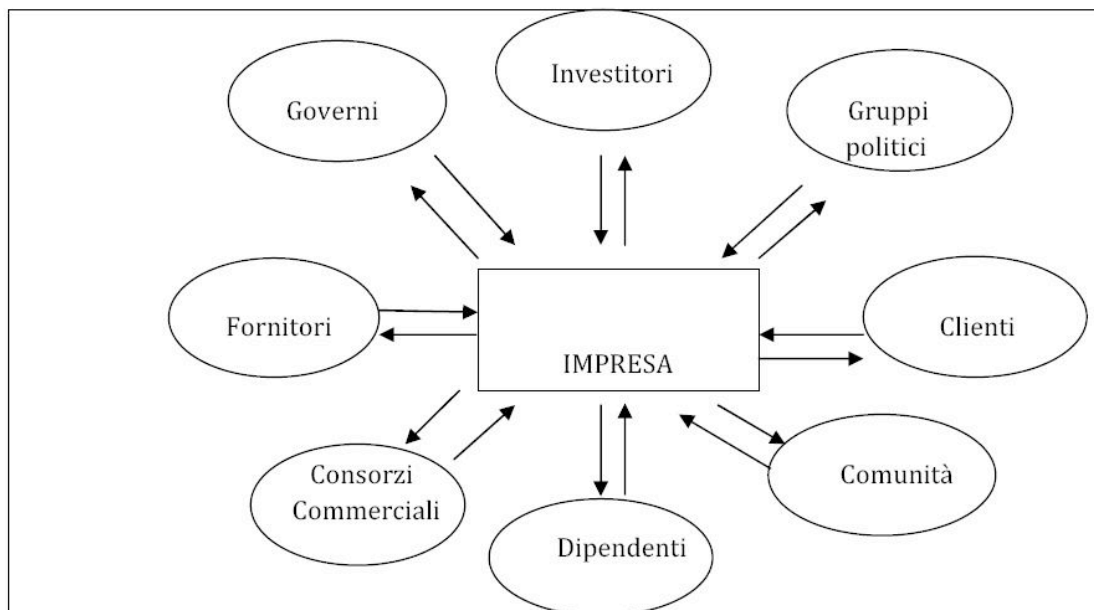 Investitori
Governi
Gruppi
politici
Fornitori
IMPRESA
Clienti
Consorzi
Commerciali
Comunità
Dipendenti